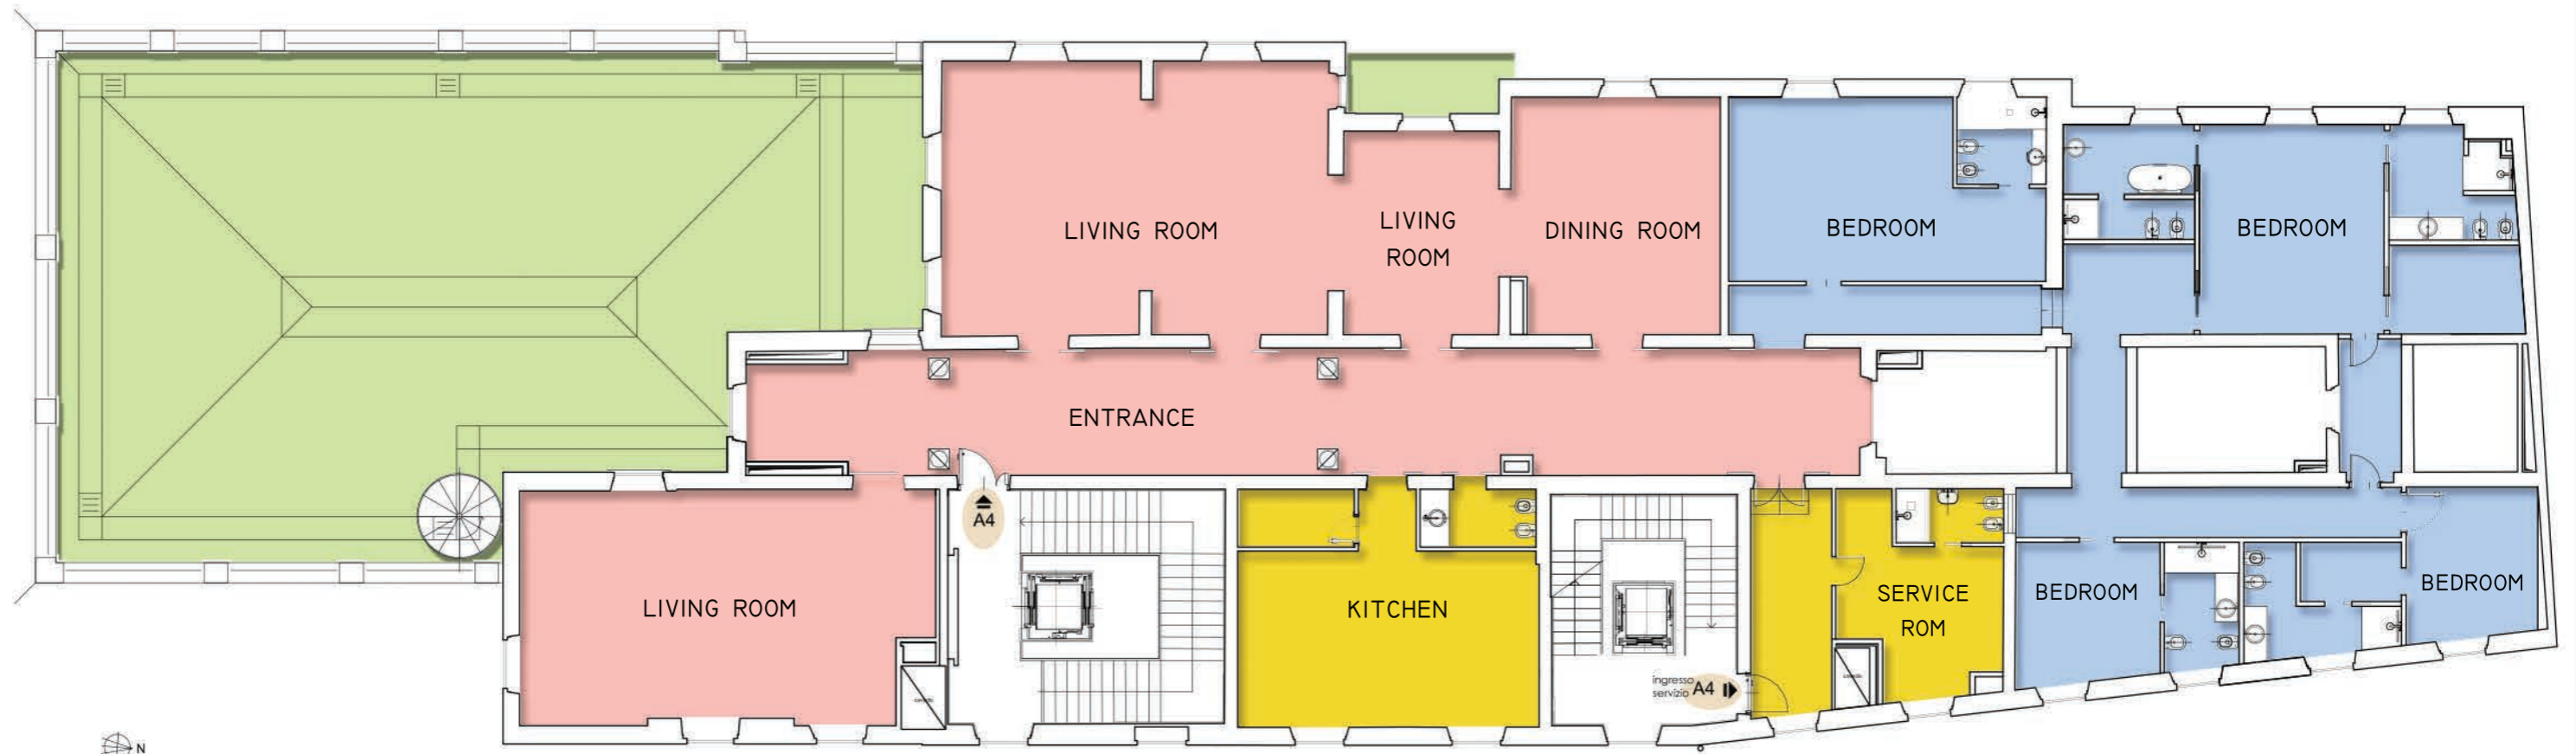 LIVING ROOM
LIVING
ROOM
DINING ROOM
BEDROOM
BEDROOM
ENTRANCE
A4
LIVING ROOM
KITCHEN
SERVICE
ROM
BEDROOM
BEDROOM
ingresso
servizio
A4
N